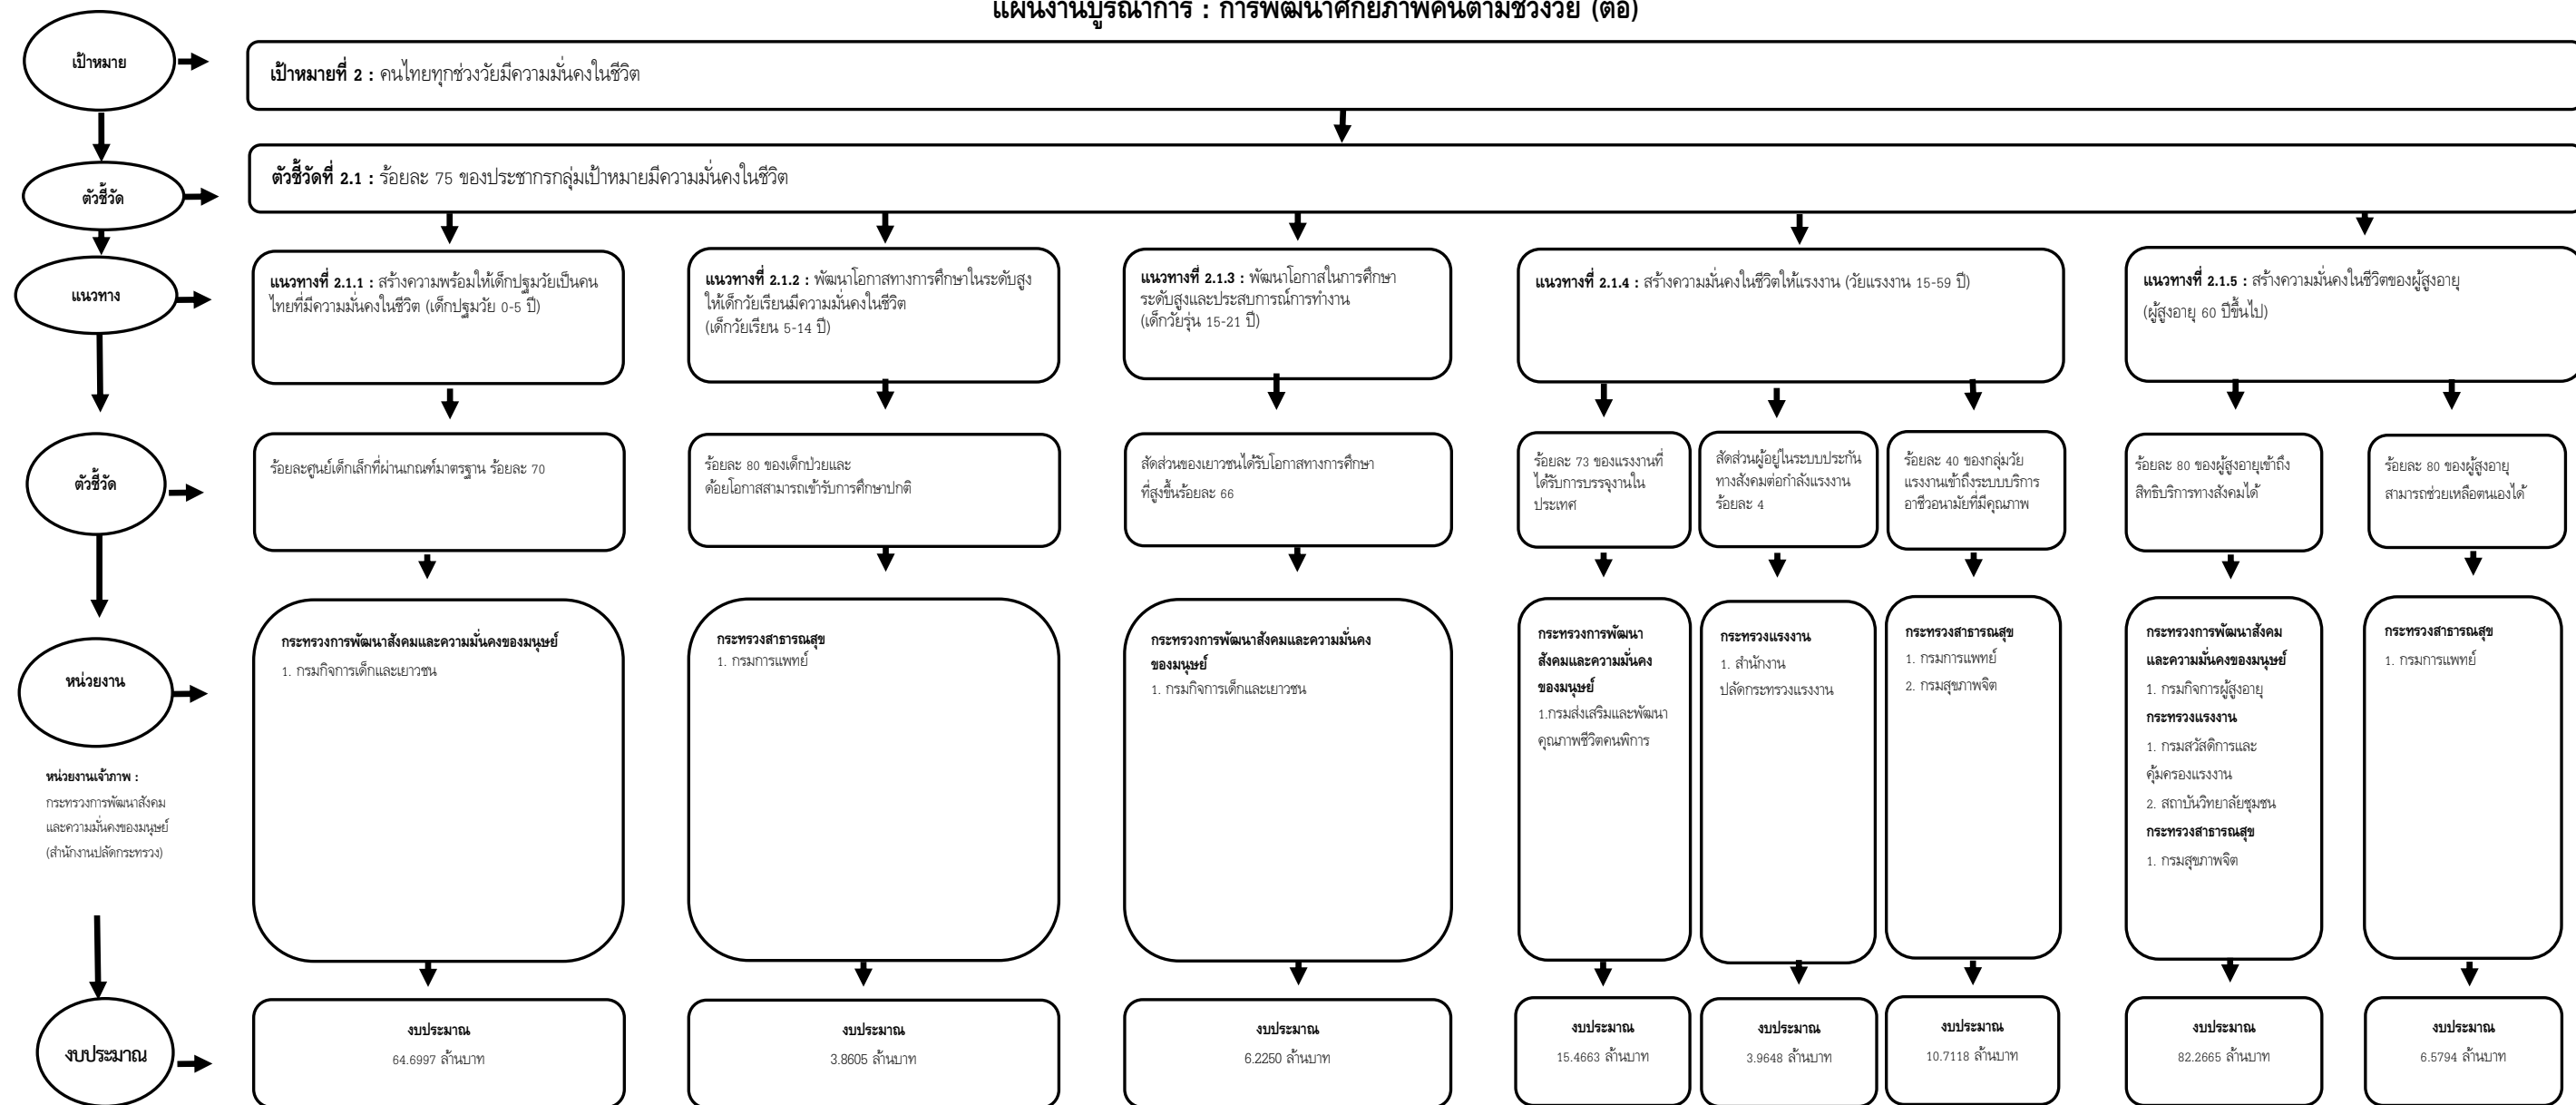 แผนงานบูรณาการ : การพัฒนาศักยภาพคนตามช่วงวัย (ต่อ)
เป้าหมาย
เป้าหมายที่ 2 : คนไทยทุกช่วงวัยมีความมั่นคงในชีวิต
ตัวชี้วัด
ตัวชี้วัดที่ 2.1 : ร้อยละ 75 ของประชากรกลุ่มเป้าหมายมีความมั่นคงในชีวิต
แนวทาง
แนวทางที่ 2.1.1 : สร้างความพร้อมให้เด็กปฐมวัยเป็นคน
ไทยที่มีความมั่นคงในชีวิต (เด็กปฐมวัย 0-5 ปี)
แนวทางที่ 2.1.2 : พัฒนาโอกาสทางการศึกษาในระดับสูง
ให้เด็กวัยเรียนมีความมั่นคงในชีวิต
(เด็กวัยเรียน 5-14 ปี)
แนวทางที่ 2.1.3 : พัฒนาโอกาสในการศึกษา
ระดับสูงและประสบการณ์การทำงาน
(เด็กวัยรุ่น 15-21 ปี)
แนวทางที่ 2.1.4 : สร้างความมั่นคงในชีวิตให้แรงงาน (วัยแรงงาน 15-59 ปี)
แนวทางที่ 2.1.5 : สร้างความมั่นคงในชีวิตของผู้สูงอายุ
(ผู้สูงอายุ 60 ปีขึ้นไป)
ตัวชี้วัด
ร้อยละศูนย์เด็กเล็กที่ผ่านเกณฑ์มาตรฐาน ร้อยละ 70
ร้อยละ 80 ของเด็กป่วยและ
ด้อยโอกาสสามารถเข้ารับการศึกษาปกติ
สัดส่วนของเยาวชนได้รับโอกาสทางการศึกษา
ที่สูงขึ้นร้อยละ 66
ร้อยละ 73 ของแรงงานที่
ได้รับการบรรจุงานใน
ประเทศ
สัดส่วนผู้อยู่ในระบบประกัน
ทางสังคมต่อกำลังแรงงาน
ร้อยละ 4
ร้อยละ 40 ของกลุ่มวัย
แรงงานเข้าถึงระบบบริการ
อาชีวอนามัยที่มีคุณภาพ
ร้อยละ 80 ของผู้สูงอายุเข้าถึง
สิทธิบริการทางสังคมได้
ร้อยละ 80 ของผู้สูงอายุ
สามารถช่วยเหลือตนเองได้
หน่วยงาน
หน่วยงานเจ้าภาพ :
กระทรวงการพัฒนาสังคม
และความมั่นคงของมนุษย์
(สำนักงานปลัดกระทรวง)
กระทรวงการพัฒนาสังคมและความมั่นคงของมนุษย์
1. กรมกิจการเด็กและเยาวชน
กระทรวงสาธารณสุข
1. กรมการแพทย์
กระทรวงการพัฒนาสังคมและความมั่นคง
ของมนุษย์
1. กรมกิจการเด็กและเยาวชน
กระทรวงการพัฒนา
สังคมและความมั่นคง
ของมนุษย์
1.กรมส่งเสริมและพัฒนา
คุณภาพชีวิตคนพิการ
กระทรวงแรงงาน
1. สำนักงาน
ปลัดกระทรวงแรงงาน
กระทรวงสาธารณสุข
1. กรมการแพทย์
2. กรมสุขภาพจิต
กระทรวงการพัฒนาสังคม
และความมั่นคงของมนุษย์
1. กรมกิจการผู้สูงอายุ
กระทรวงแรงงาน
1. กรมสวัสดิการและ
คุ้มครองแรงงาน
2. สถาบันวิทยาลัยชุมชน
กระทรวงสาธารณสุข
1. กรมสุขภาพจิต
กระทรวงสาธารณสุข
1. กรมการแพทย์
งบประมาณ
งบประมาณ
64.6997 ล้านบาท
งบประมาณ
3.8605 ล้านบาท
งบประมาณ
6.2250 ล้านบาท
งบประมาณ
15.4663 ล้านบาท
งบประมาณ
3.9648 ล้านบาท
งบประมาณ
10.7118 ล้านบาท
งบประมาณ
82.2665 ล้านบาท
งบประมาณ
6.5794 ล้านบาท